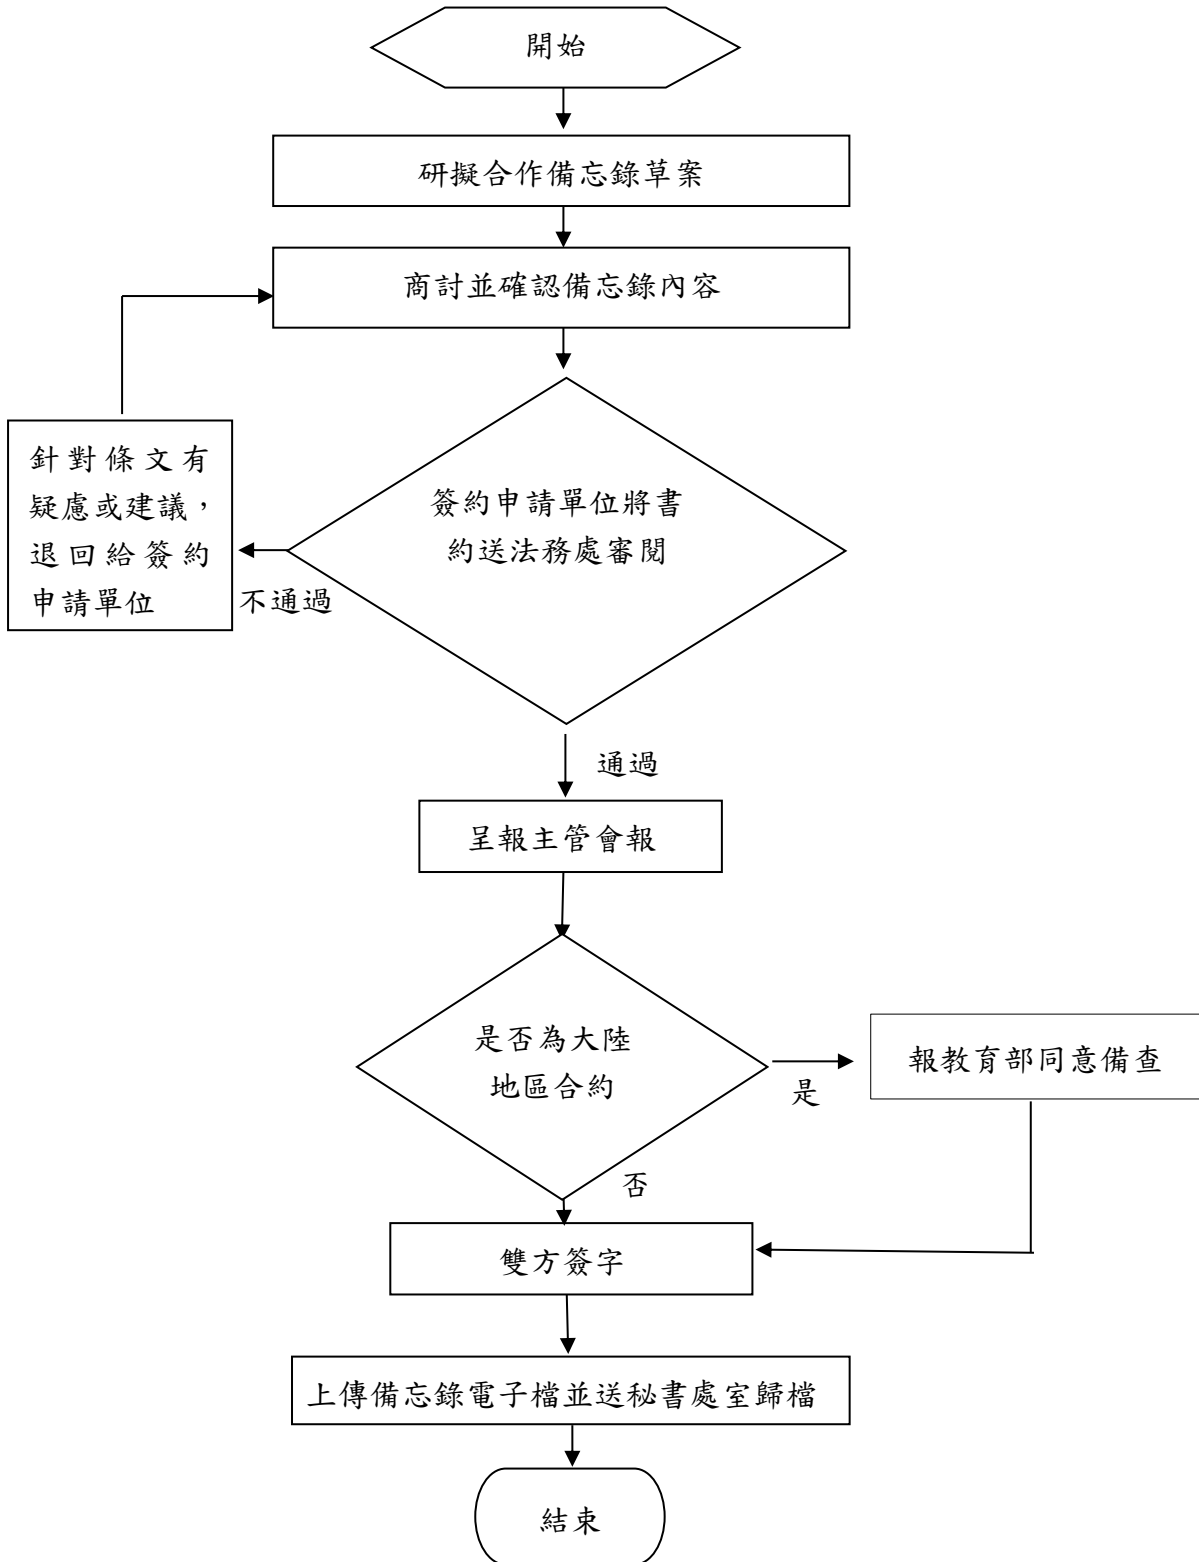 開始
研擬合作備忘錄草案
商討並確認備忘錄內容
針對條文有
疑慮或建議，
退回給簽約
申請單位
簽約申請單位將書
約送法務處審閱
不通過
通過
呈報主管會報
是否為大陸
地區合約
是
報教育部同意備查
否
雙方簽字
上傳備忘錄電子檔並送秘書處室歸檔
結束